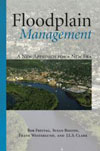 Floodplain
Management
A New Approach for a New Era
Bob Freitag, Susan Bolton,
Frank Westerlund, and J.L.S. Clark